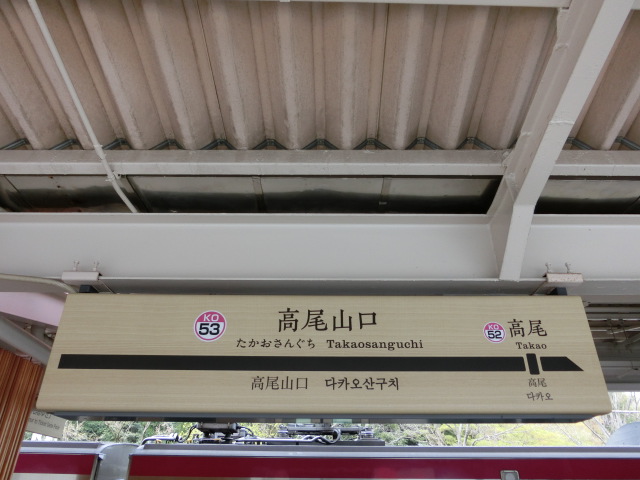 KO
53
高尾山口
たかおさんぐち Takaosanguchi
高尾山口 다카오산구치
KO
52
高尾
Takao
高尾
다카오